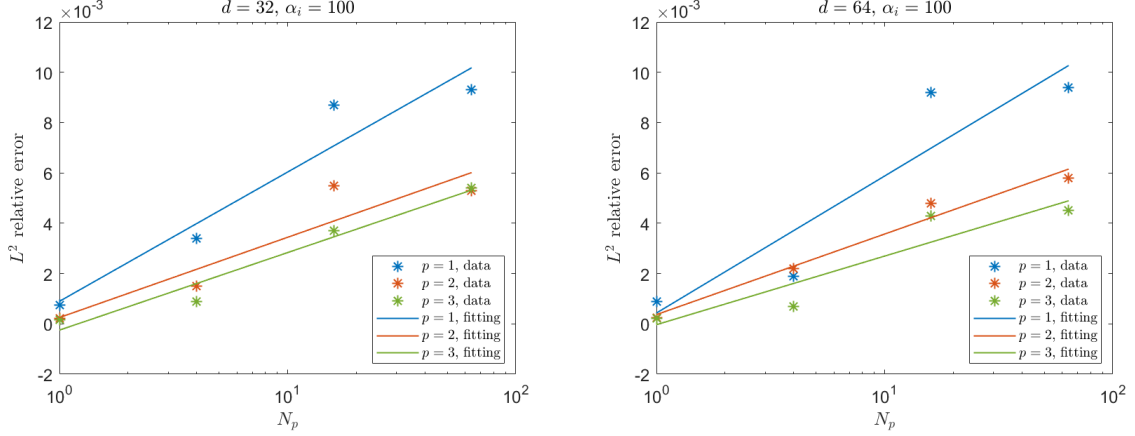 ×10⁻³
d = 32, αᵢ = 100
12
10
8
6
4
2
0
-2
L² relative error
10⁰
10¹
10²
Nₚ
p = 1, data
p = 2, data
p = 3, data
p = 1, fitting
p = 2, fitting
p = 3, fitting
×10⁻³
d = 64, αᵢ = 100
12
10
8
6
4
2
0
-2
L² relative error
10⁰
10¹
10²
Nₚ
p = 1, data
p = 2, data
p = 3, data
p = 1, fitting
p = 2, fitting
p = 3, fitting